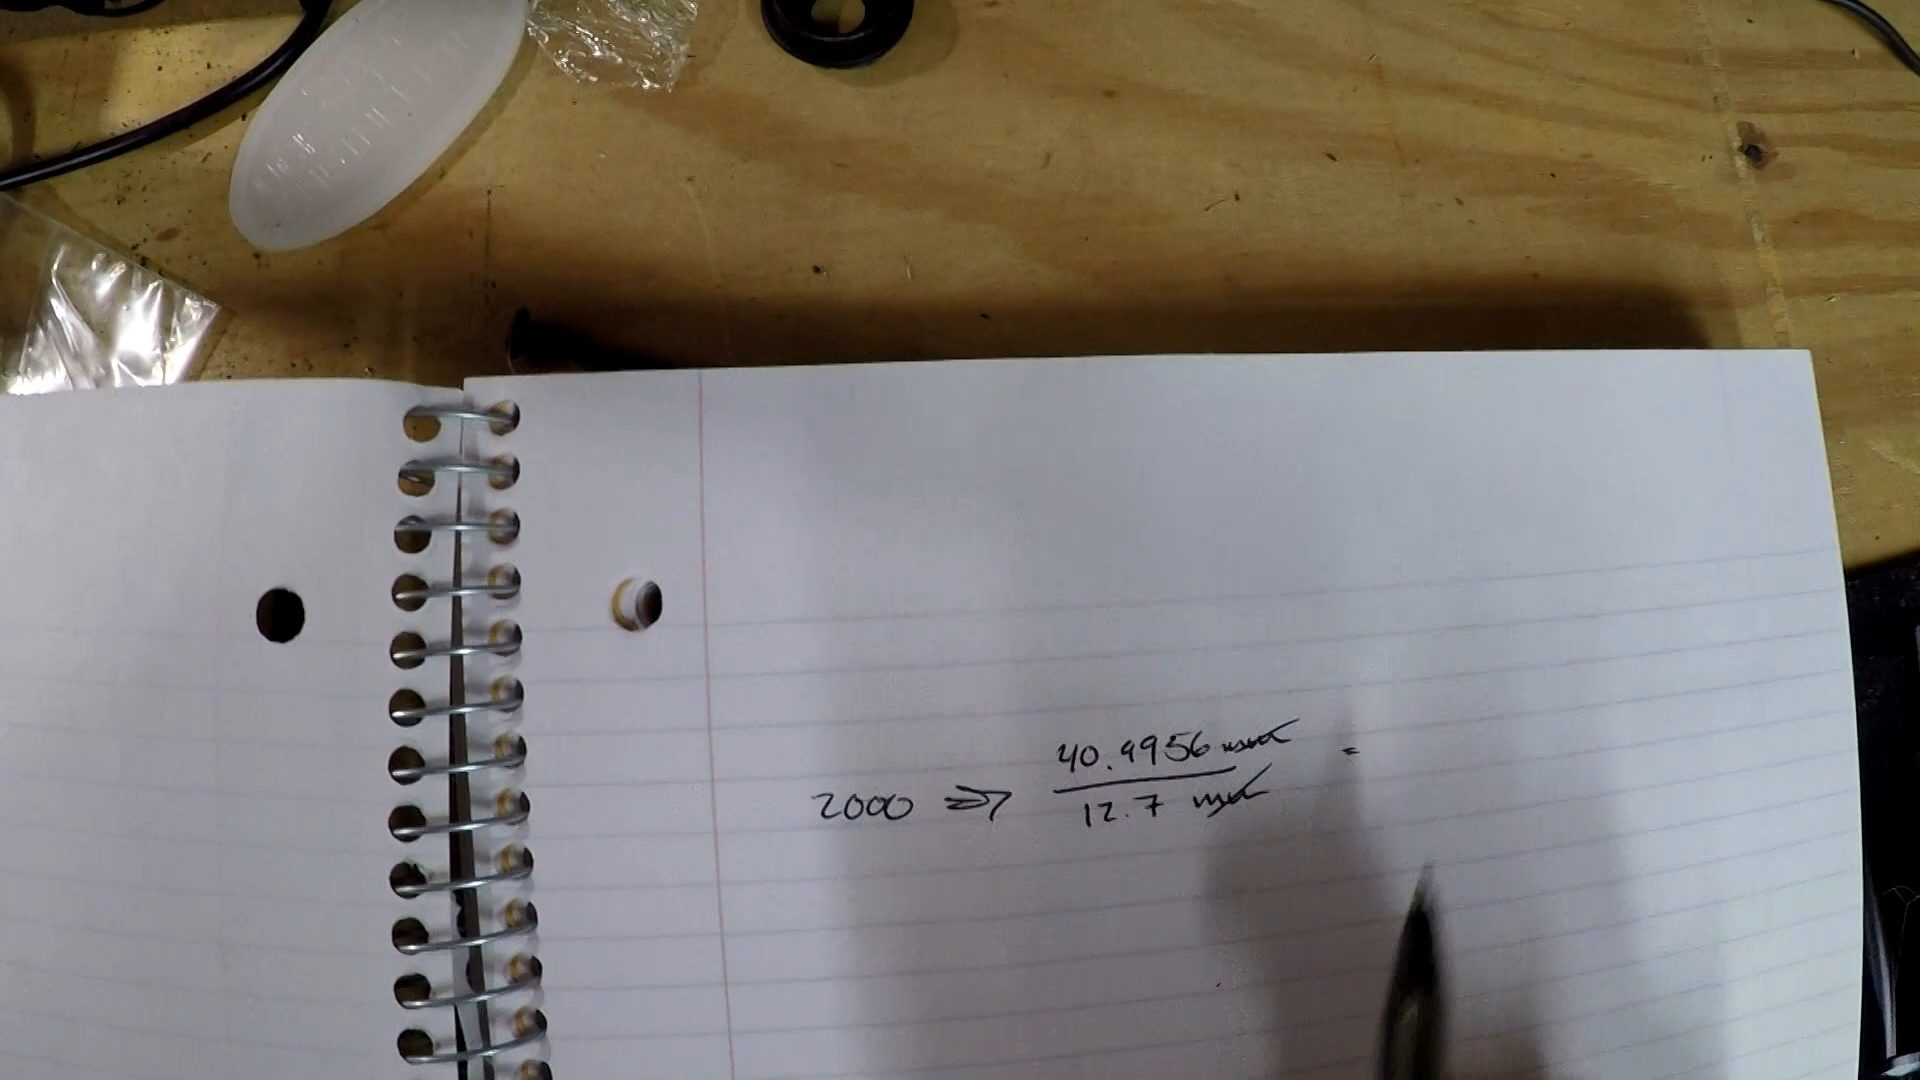 40.9956
2000 => 12.7
=